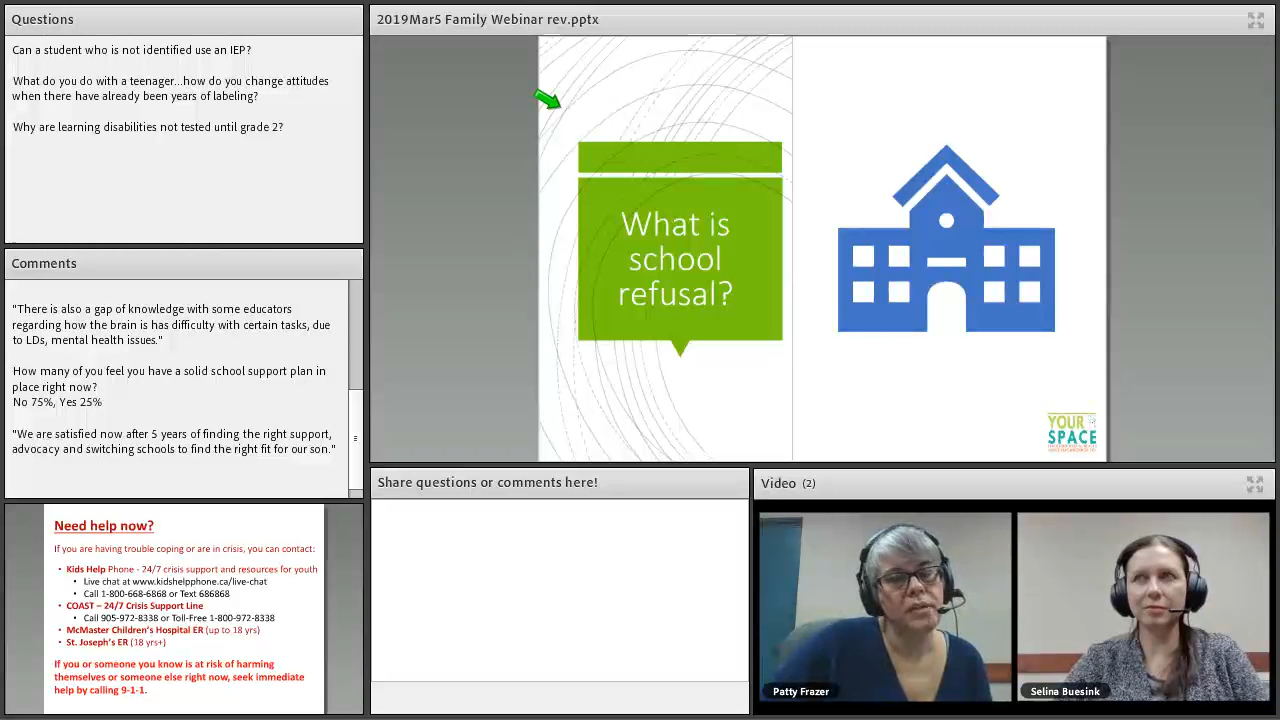 Questions
Can a student who is not identified use an IEP?
What do you do with a teenager...how do you change attitudes
when there have already been years of labeling?
Why are learning disabilities not tested until grade 2?
Comments
"There is also a gap of knowledge with some educators
regarding how the brain is has difficulty with certain tasks, due
to LDs, mental health issues."
How many of you feel you have a solid school support plan in
place right now?
No 75%, Yes 25%
"We are satisfied now after 5 years of finding the right support,
advocacy and switching schools to find the right fit for our son."
Need help now?
If you are having trouble coping or are in crisis, you can contact:
• Kids Help Phone - 24/7 crisis support and resources for youth
• Live chat at www.kidshelpphone.ca/live-chat
• Call 1-800-668-6868 or Text 686868
• COAST – 24/7 Crisis Support Line
• Call 905-972-8338 or Toll-Free 1-800-972-8338
• McMaster Children's Hospital ER (up to 18 yrs)
• St. Joseph's ER (18 yrs+)
If you or someone you know is at risk of harming
themselves or someone else right now, seek immediate
help by calling 9-1-1.
2019Mar5 Family Webinar rev.pptx
What is
school
refusal?
YOUR
SPACE
Share questions or comments here!
Video (2)
Patty Frazer
Selina Buesink